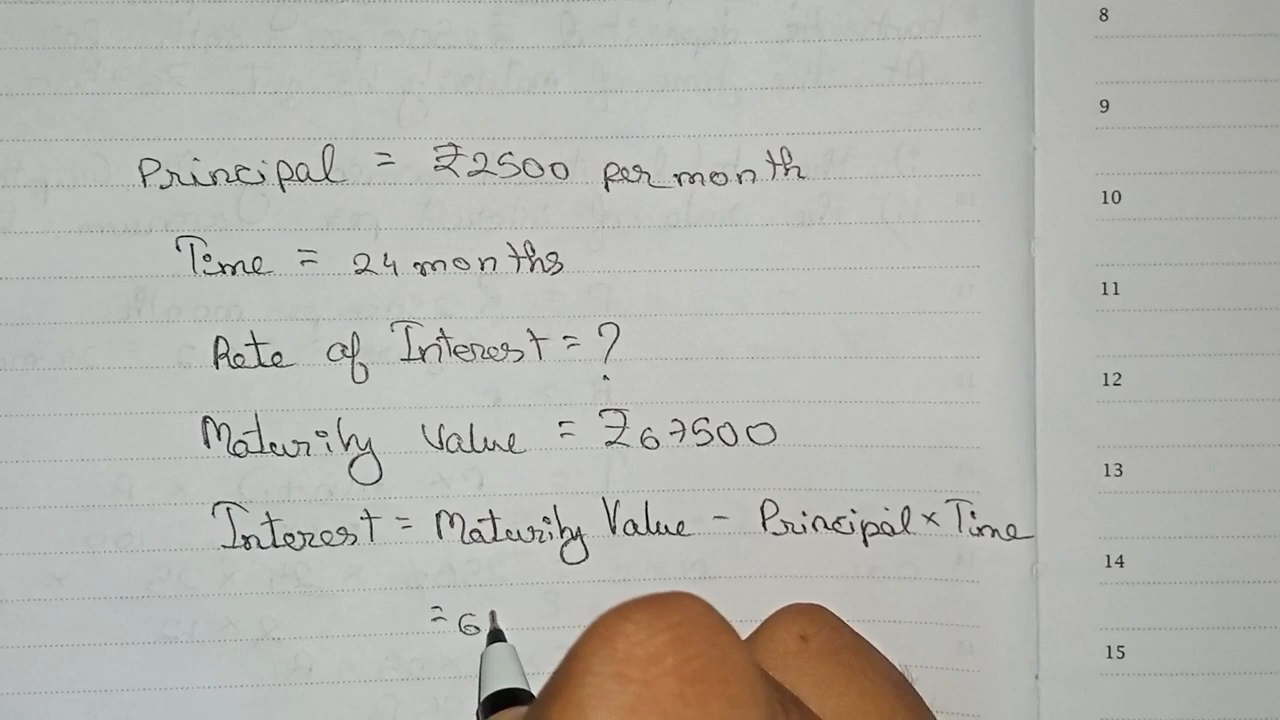 8
9
Principal = ₹2500 per month
10
Time = 24 months
11
Rate of Interest = ?
12
Maturity Value = ₹67500
13
Interest = Maturity Value - Principal × Time
14
= 6
15